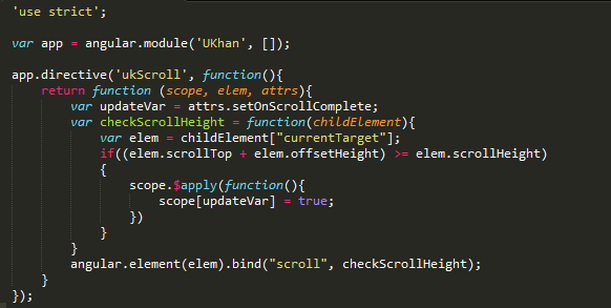 'use strict';
var app = angular.module('UKhan', []);
app.directive('ukScroll', function(){
return function (scope, elem, attrs){
var updateVar = attrs.setOnScrollComplete;
var checkScrollHeight = function(childElement){
var elem = childElement["currentTarget"];
if((elem.scrollTop + elem.offsetHeight) >= elem.scrollHeight)
{
scope.$apply(function(){
scope[updateVar] = true;
})
}
}
angular.element(elem).bind("scroll", checkScrollHeight);
}
});